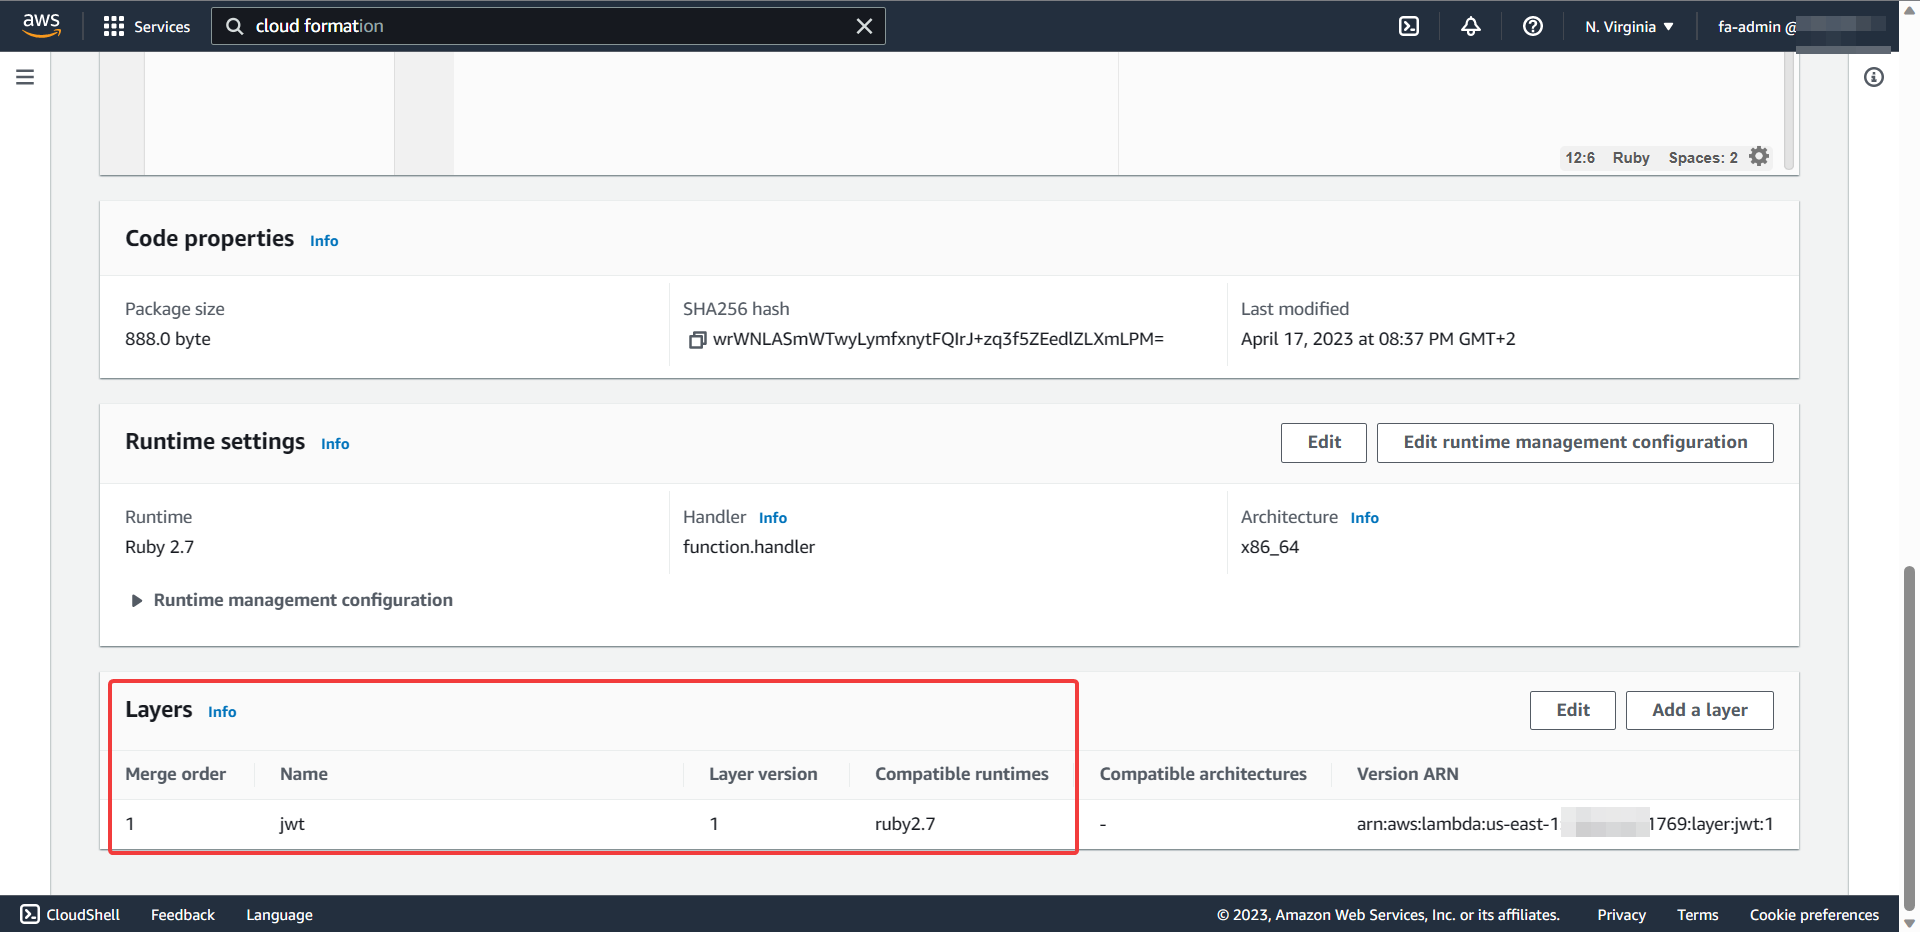 aws
Services
cloud formation
N. Virginia
fa-admin @
12:6 Ruby Spaces: 2
Code properties Info
Package size
888.0 byte
SHA256 hash
wrWNLASmWTwyLymfxnytFQIrJ+zq3f5ZEedlZLXmLPM=
Last modified
April 17, 2023 at 08:37 PM GMT+2
Runtime settings Info
Edit
Edit runtime management configuration
Runtime
Ruby 2.7
Handler Info
function.handler
Architecture Info
x86_64
Runtime management configuration
Layers Info
Edit
Add a layer
Merge order Name Layer version Compatible runtimes Compatible architectures Version ARN
1 jwt 1 ruby2.7 - arn:aws:lambda:us-east-1: 1769:layer:jwt:1
CloudShell Feedback Language © 2023, Amazon Web Services, Inc. or its affiliates. Privacy Terms Cookie preferences